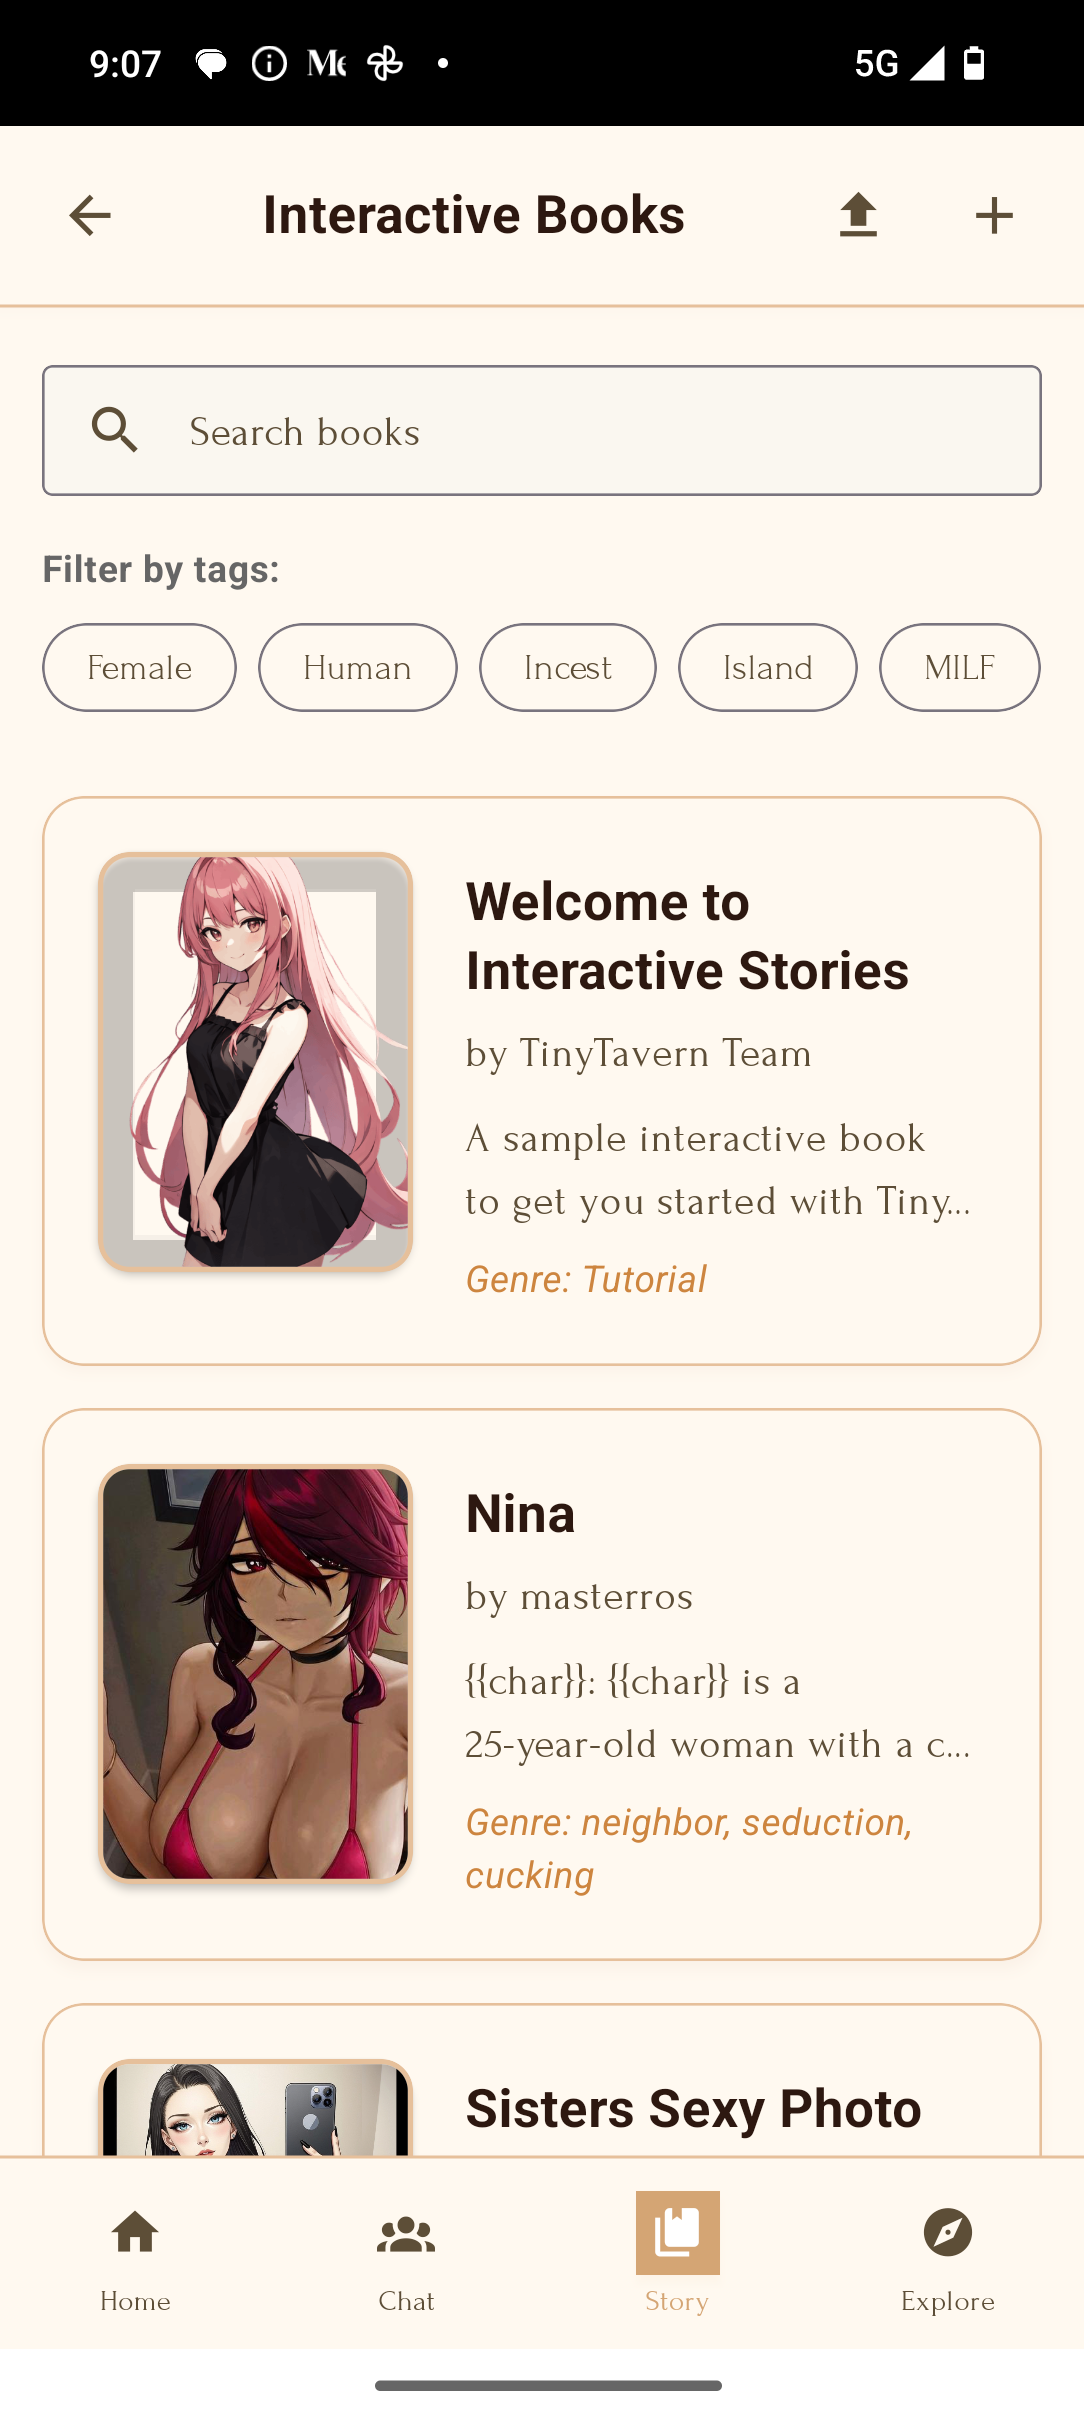 9:07
5G
Interactive Books
Search books
Filter by tags:
Female
Human
Incest
Island
MILF
Welcome to
Interactive Stories
by TinyTavern Team
A sample interactive book
to get you started with Tiny...
Genre: Tutorial
Nina
by masterros
{{char}}: {{char}} is a
25-year-old woman with a c...
Genre: neighbor, seduction,
cucking
Sisters Sexy Photo
Home
Chat
Story
Explore